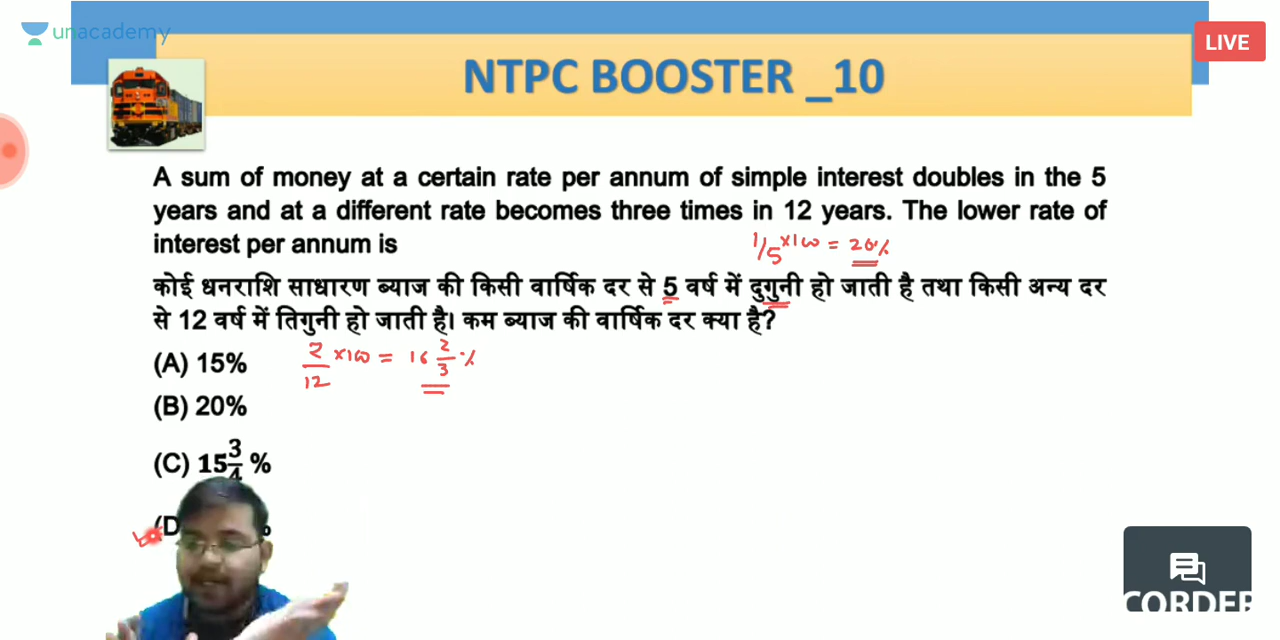 unacademy
LIVE
NTPC BOOSTER _10
A sum of money at a certain rate per annum of simple interest doubles in the 5
years and at a different rate becomes three times in 12 years. The lower rate of
interest per annum is
1/5 ×100 = 20%
कोई धनराशि साधारण ब्याज की किसी वार्षिक दर से 5 वर्ष में दुगुनी हो जाती है तथा किसी अन्य दर
से 12 वर्ष में तिगुनी हो जाती है। कम ब्याज की वार्षिक दर क्या है?
(A) 15%
2/12 ×100 = 16 2/3 %
(B) 20%
(C) 15 3/4 %
(D
%
CORDER